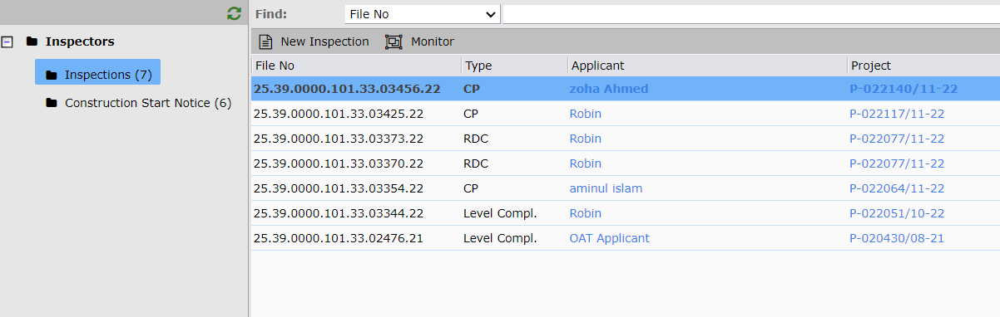 Find: File No
Inspectors
New Inspection Monitor
Inspections (7)
Construction Start Notice (6)
File No Type Applicant Project
25.39.0000.101.33.03456.22 CP zoha Ahmed P-022140/11-22
25.39.0000.101.33.03425.22 CP Robin P-022117/11-22
25.39.0000.101.33.03373.22 RDC Robin P-022077/11-22
25.39.0000.101.33.03370.22 RDC Robin P-022077/11-22
25.39.0000.101.33.03354.22 CP aminul islam P-022064/11-22
25.39.0000.101.33.03344.22 Level Compl. Robin P-022051/10-22
25.39.0000.101.33.02476.21 Level Compl. OAT Applicant P-020430/08-21